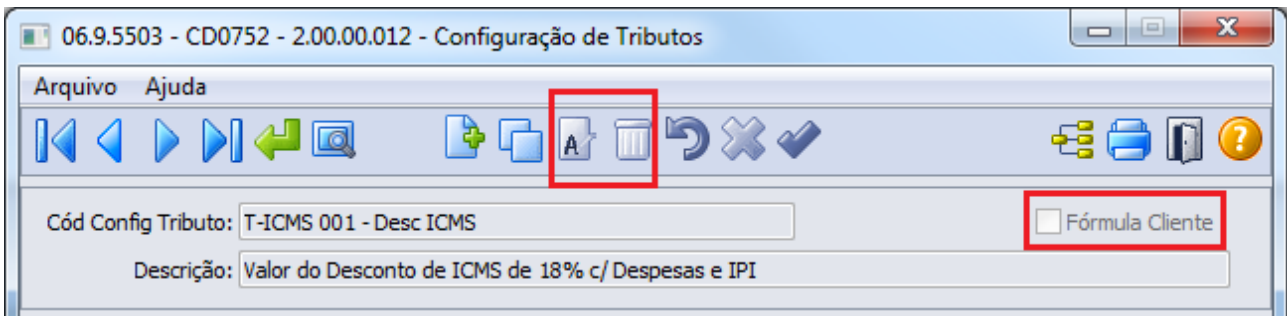 06.9.5503 - CD0752 - 2.00.00.012 - Configuração de Tributos
Arquivo Ajuda
A
?
Cód Config Tributo: T-ICMS 001 - Desc ICMS Fórmula Cliente
Descrição: Valor do Desconto de ICMS de 18% c/ Despesas e IPI